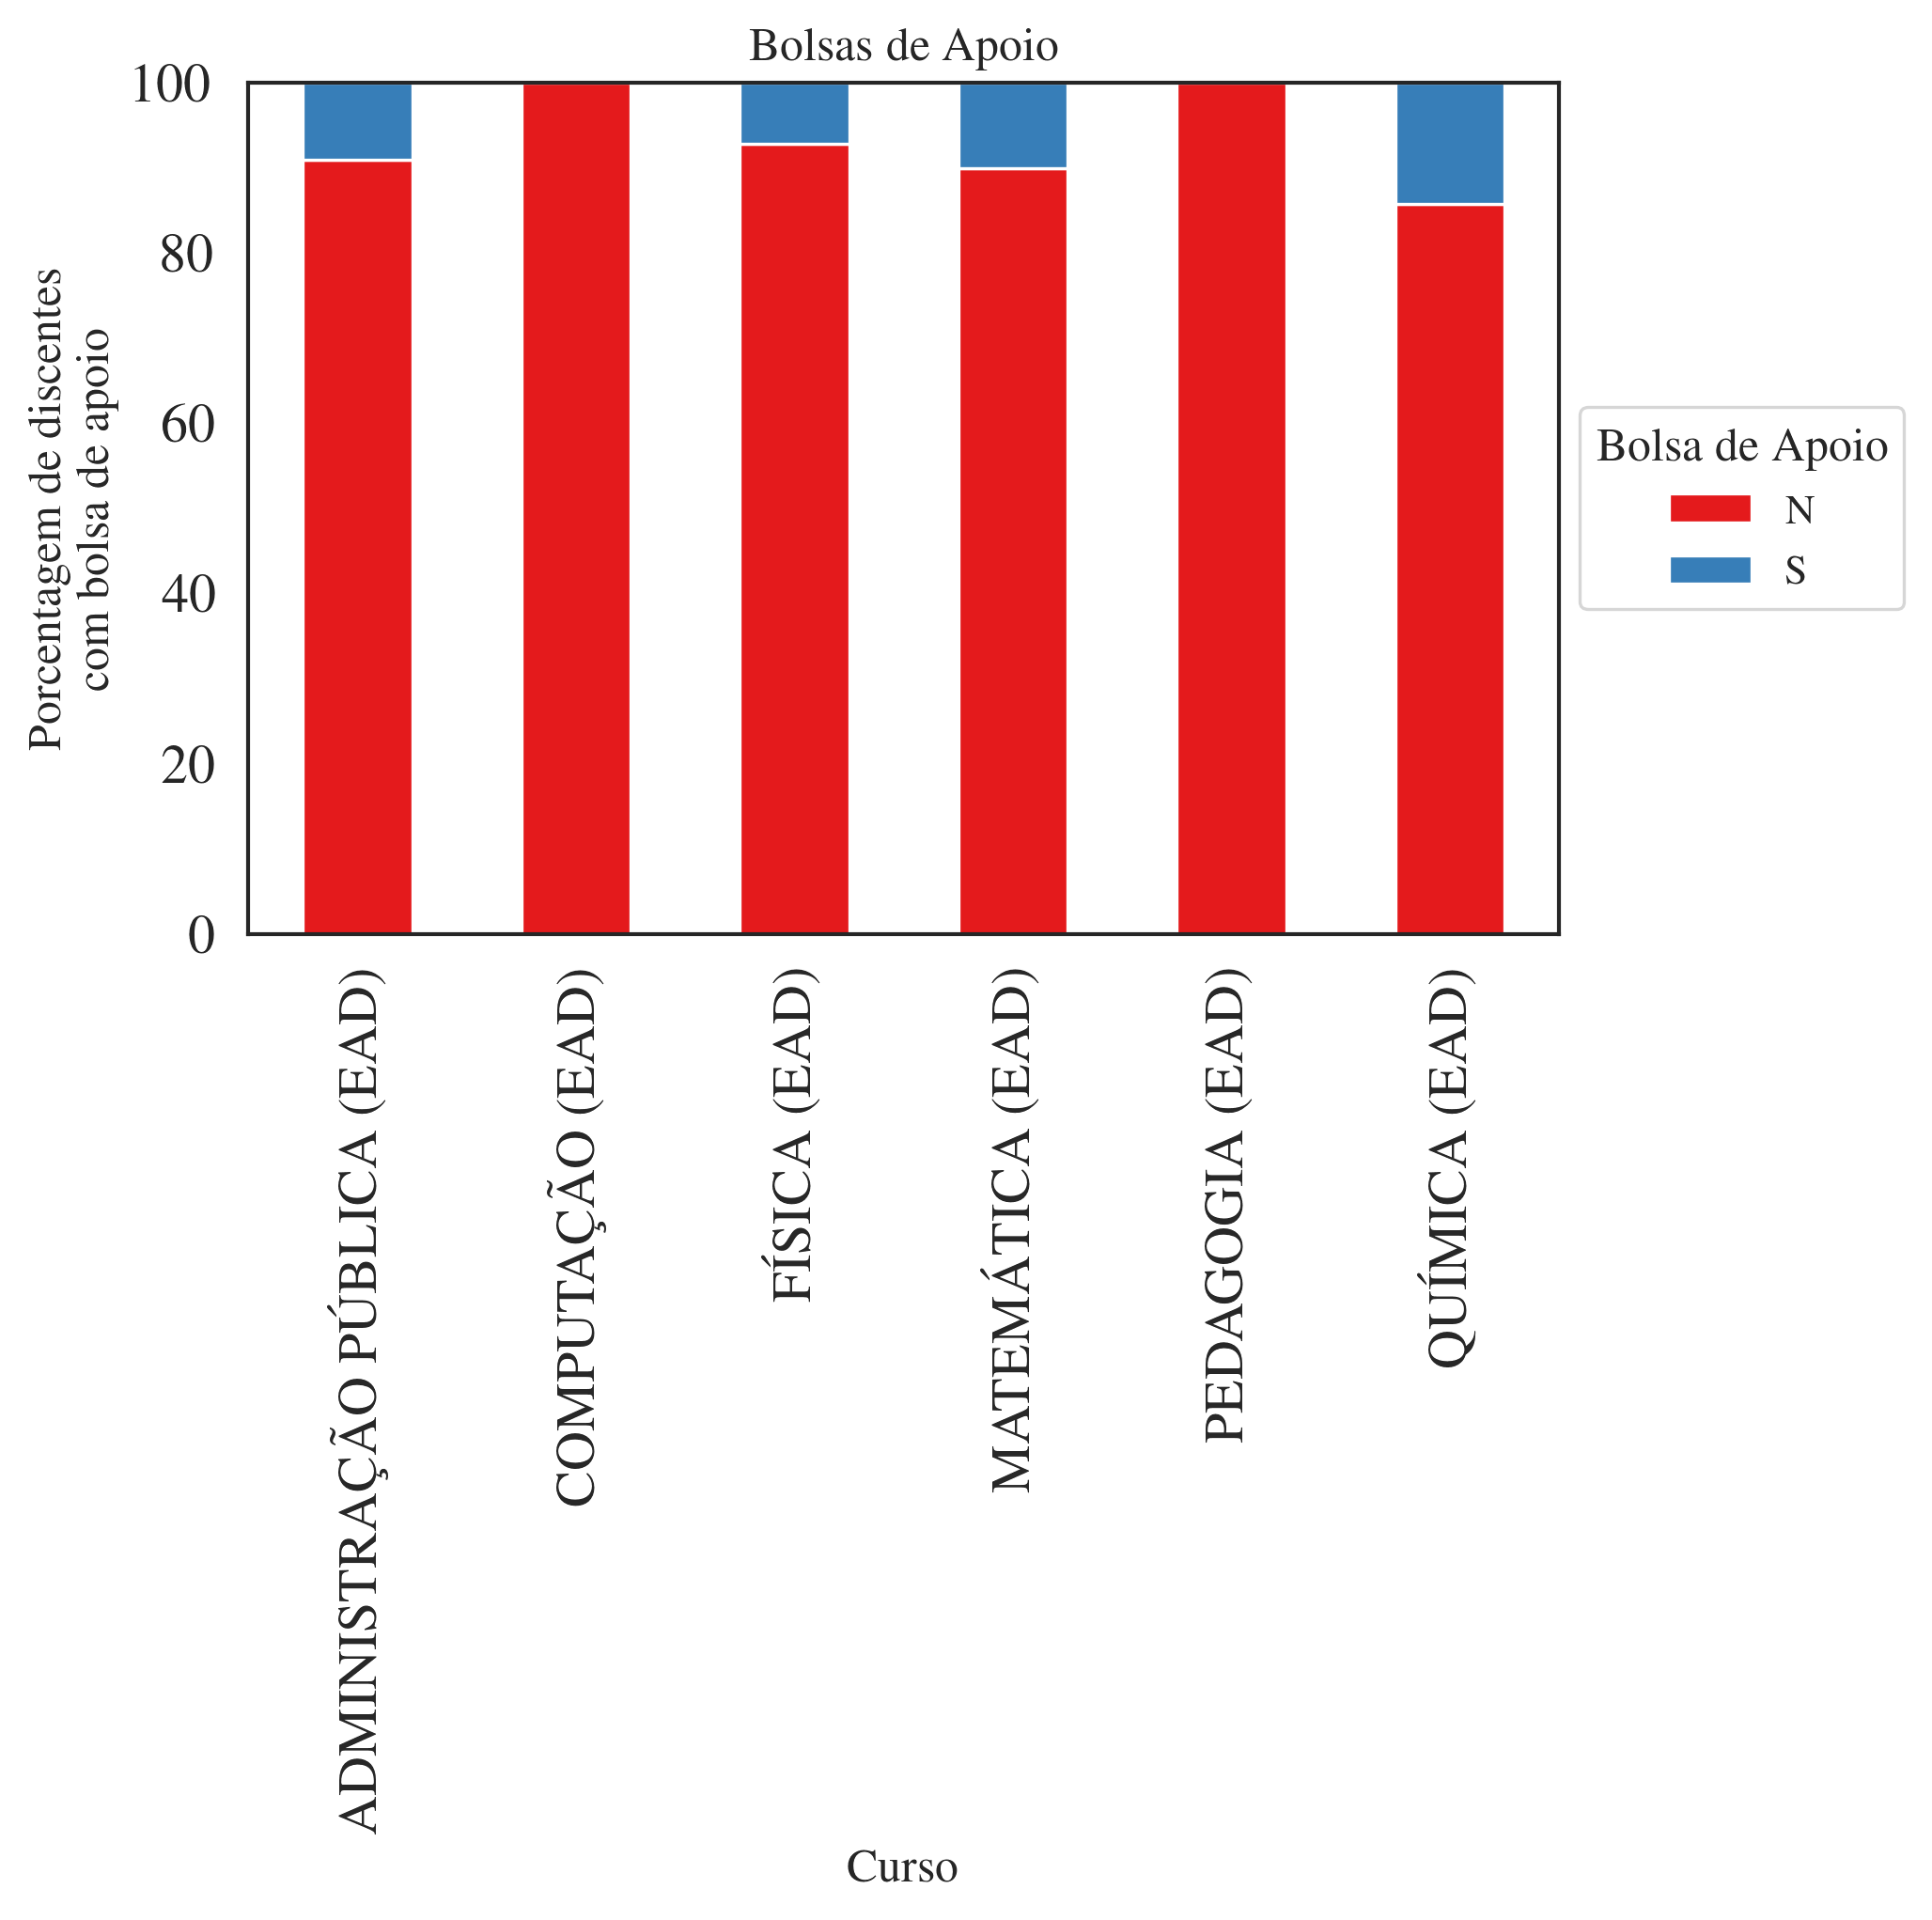 Bolsas de Apoio
Porcentagem de discentes
com bolsa de apoio
100
80
60
40
20
0
Bolsa de Apoio
N
S
ADMINISTRAÇÃO PÚBLICA (EAD)
COMPUTAÇÃO (EAD)
FÍSICA (EAD)
MATEMÁTICA (EAD)
PEDAGOGIA (EAD)
QUÍMICA (EAD)
Curso